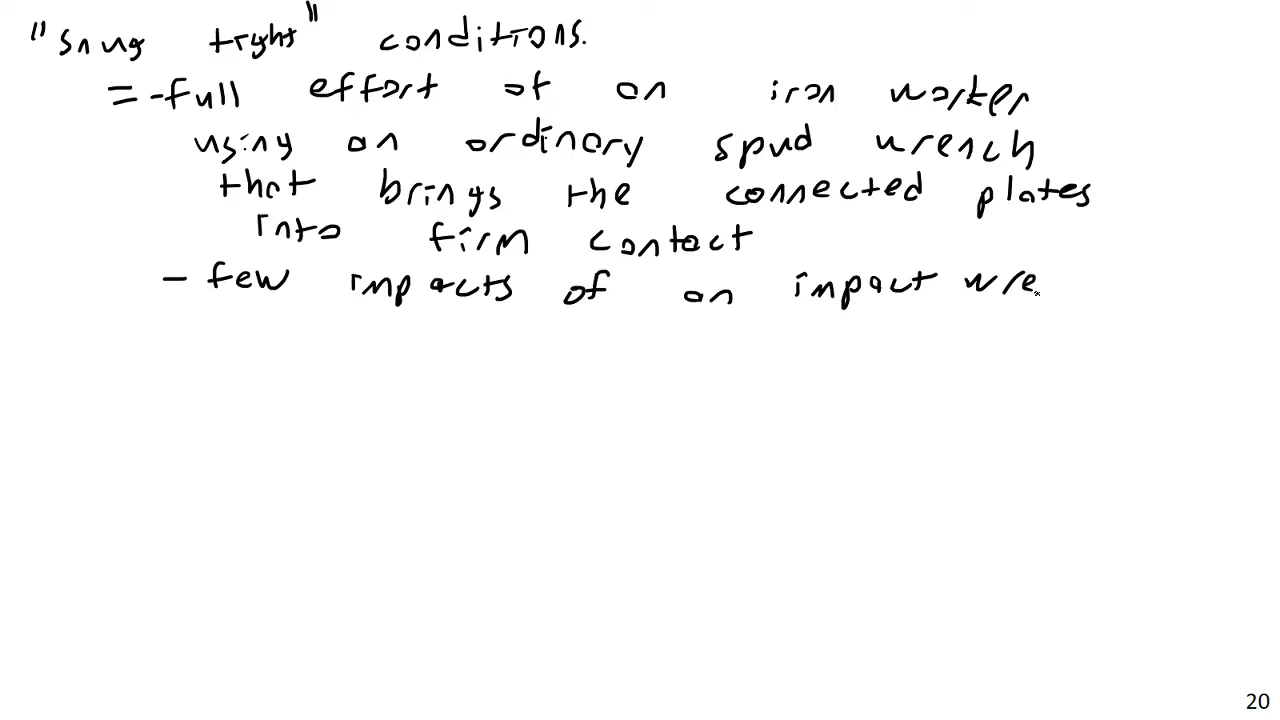 "Snug tight" conditions.
= - full effort of an iron worker
using an ordinary spud wrench
that brings the connected plates
into firm contact
- few impacts of an impact wre
20